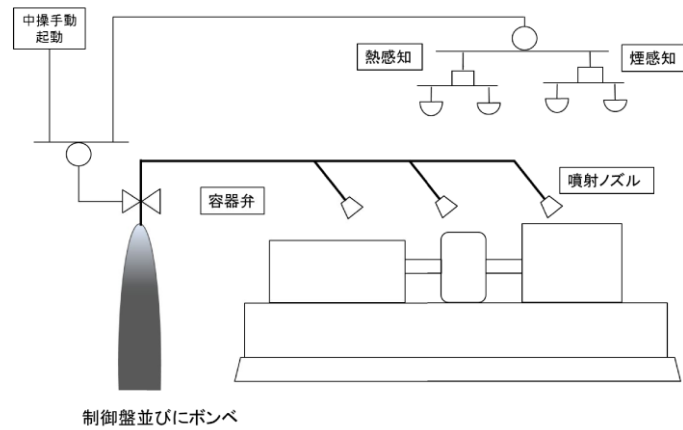 中操手動
起動
熱感知
煙感知
容器弁
噴射ノズル
制御盤並びにボンベ